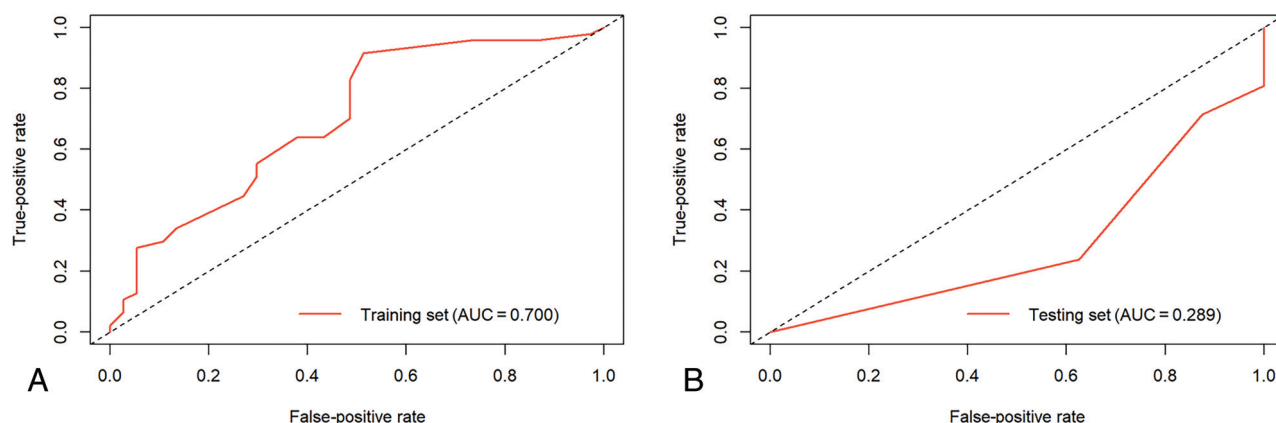 1.0
0.8
0.6
0.4
0.2
0.0
True-positive rate
Training set (AUC = 0.700)
0.0 0.2 0.4 0.6 0.8 1.0
False-positive rate
A
1.0
0.8
0.6
0.4
0.2
0.0
True-positive rate
Testing set (AUC = 0.289)
0.0 0.2 0.4 0.6 0.8 1.0
False-positive rate
B